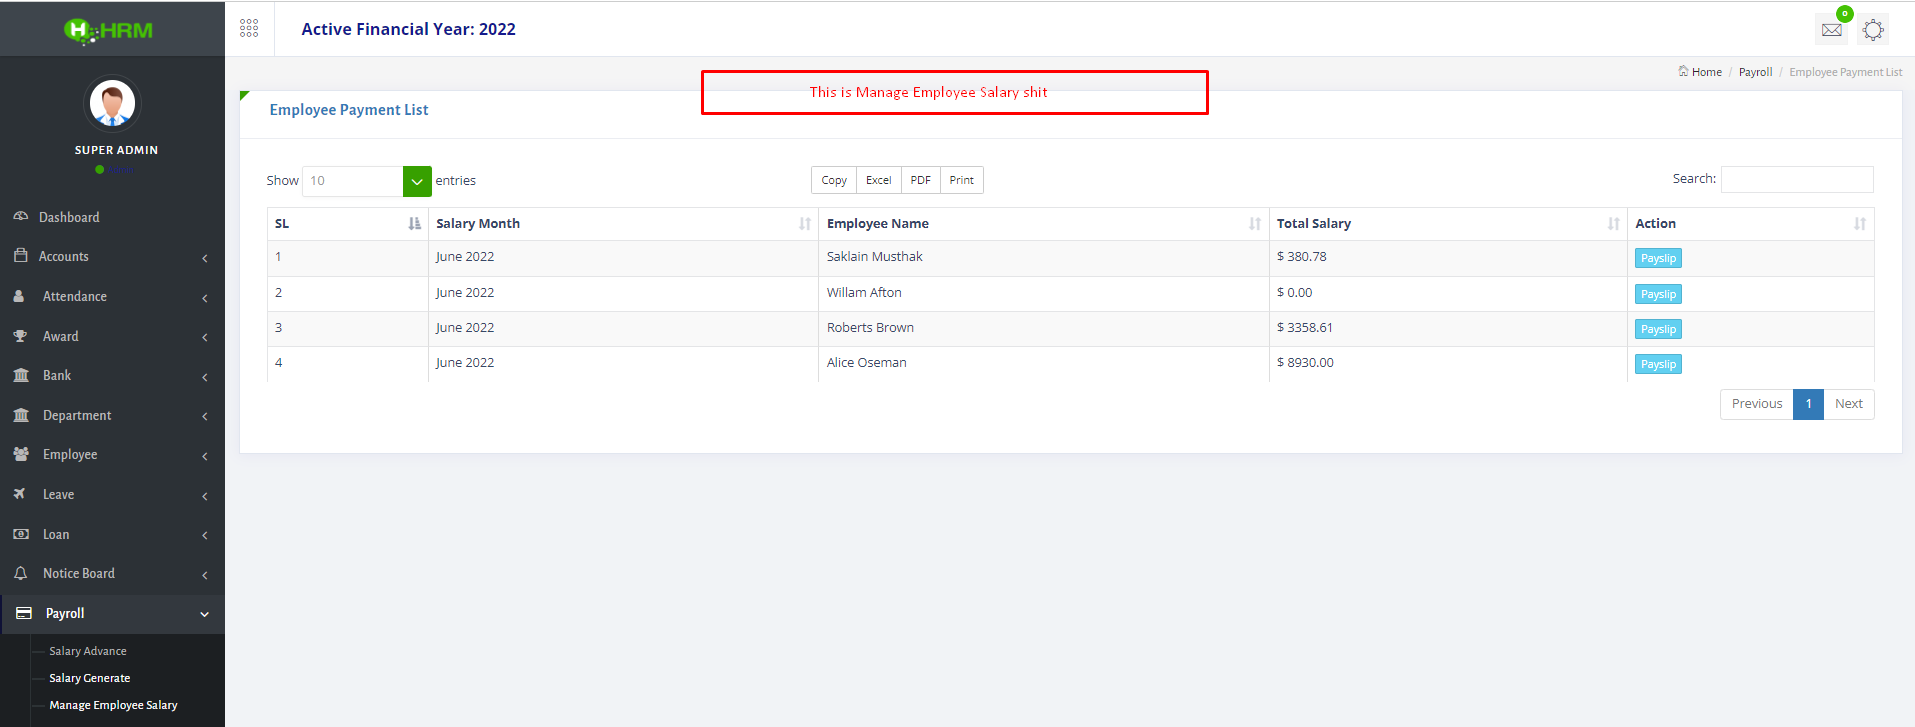 H HRM
Active Financial Year: 2022
0
Home / Payroll / Employee Payment List
This is Manage Employee Salary shit
Employee Payment List
SUPER ADMIN
Show 10 entries
Copy Excel PDF Print
Search:
SL Salary Month Employee Name Total Salary Action
1 June 2022 Saklain Musthak $ 380.78 Payslip
2 June 2022 Willam Afton $ 0.00 Payslip
3 June 2022 Roberts Brown $ 3358.61 Payslip
4 June 2022 Alice Oseman $ 8930.00 Payslip
Previous 1 Next
Dashboard
Accounts
Attendance
Award
Bank
Department
Employee
Leave
Loan
Notice Board
Payroll
Salary Advance
Salary Generate
Manage Employee Salary